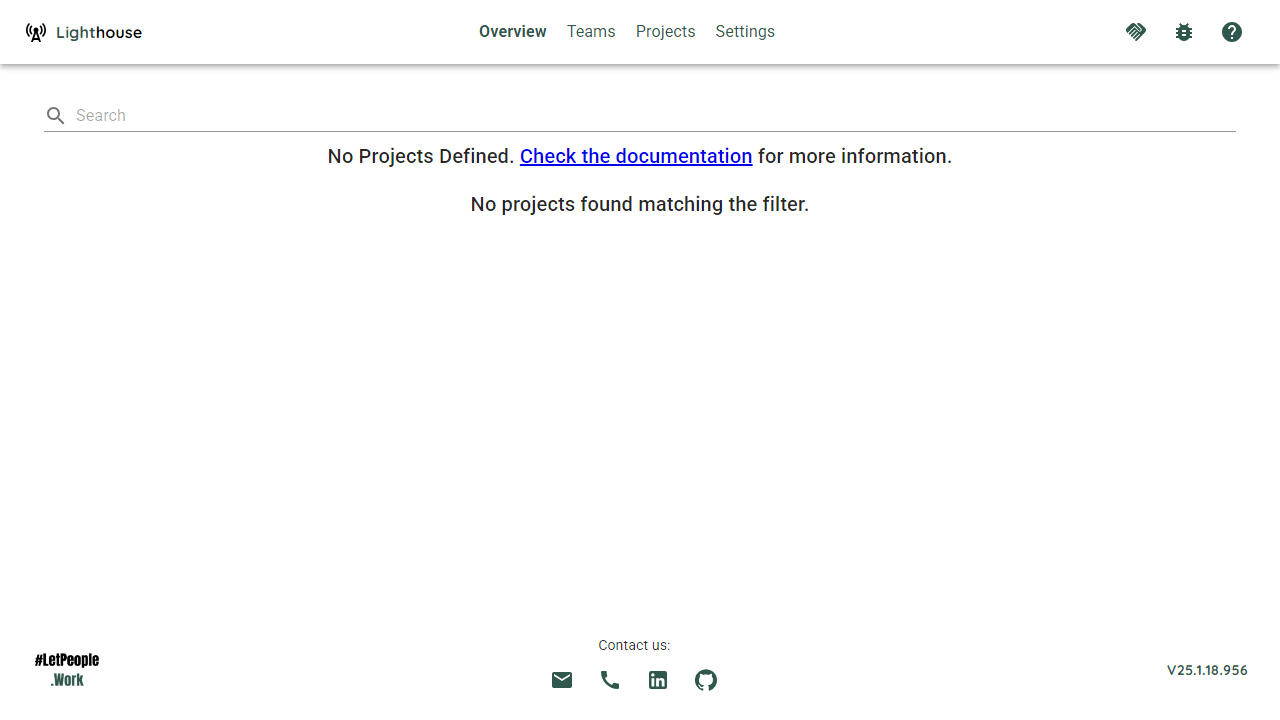 Lighthouse
Overview Teams Projects Settings
Search
No Projects Defined. Check the documentation for more information.
No projects found matching the filter.
Contact us:
#LetPeople
.Work
V25.1.18.956